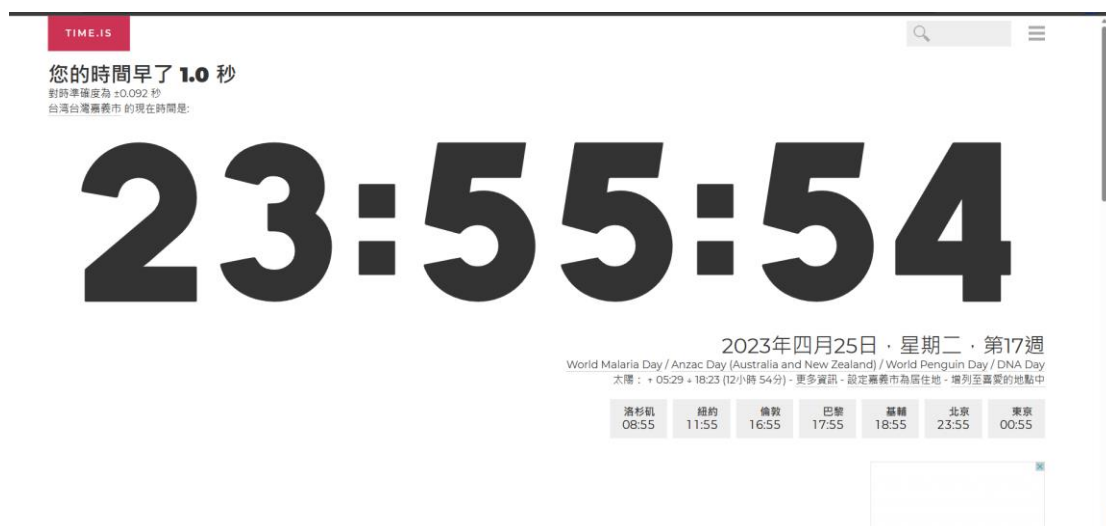 TIME.IS
您的時間早了 1.0 秒
對時準確度為 ±0.092 秒
台湾台灣嘉義市 的現在時間是:
23:55:54
2023年四月25日 · 星期二 · 第17週
World Malaria Day / Anzac Day (Australia and New Zealand) / World Penguin Day / DNA Day
太陽： ↑ 05:29 ↓ 18:23 (12小時 54分) - 更多資訊 - 設定嘉義市為居住地 - 增列至喜愛的地點中
洛杉矶 紐約 倫敦 巴黎 基輔 北京 東京
08:55 11:55 16:55 17:55 18:55 23:55 00:55